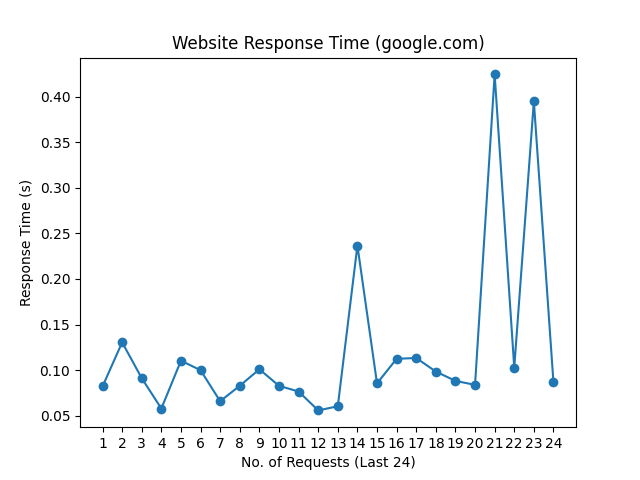 Website Response Time (google.com)
Response Time (s)
0.40
0.35
0.30
0.25
0.20
0.15
0.10
0.05
1 2 3 4 5 6 7 8 9 10 11 12 13 14 15 16 17 18 19 20 21 22 23 24
No. of Requests (Last 24)